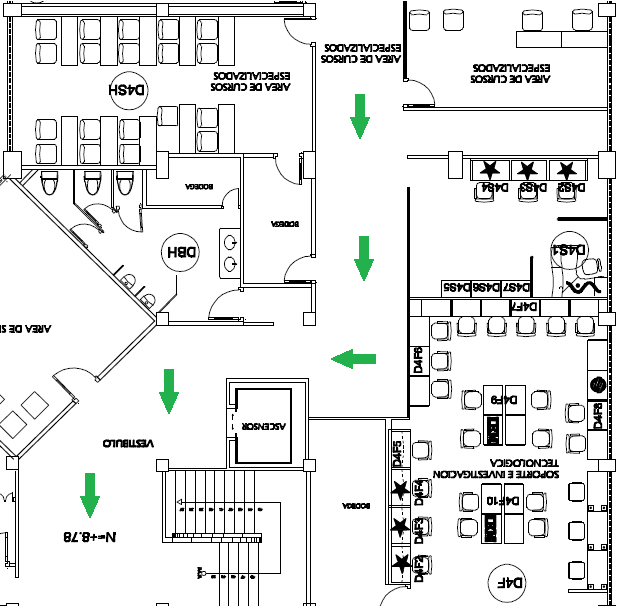 AREA DE CURSOS
ESPECIALIZADOS
AREA DE CURSOS
ESPECIALIZADOS
AREA DE CURSOS
ESPECIALIZADOS
D4SH
BODEGA
BODEGA
DBH
D4S4
D4S3
D4S2
D4S1
D4S5
D4S6
D4S7
D4F7
AREA DE
D4F6
D4F9
D4F8
ASCENSOR
VESTIBULO
D4F5
SOPORTE E INVESTIGACION
TECNOLOGICA
D4F4
D4F10
BODEGA
D4F3
N=+8.78
D4F2
BAJA
D4F